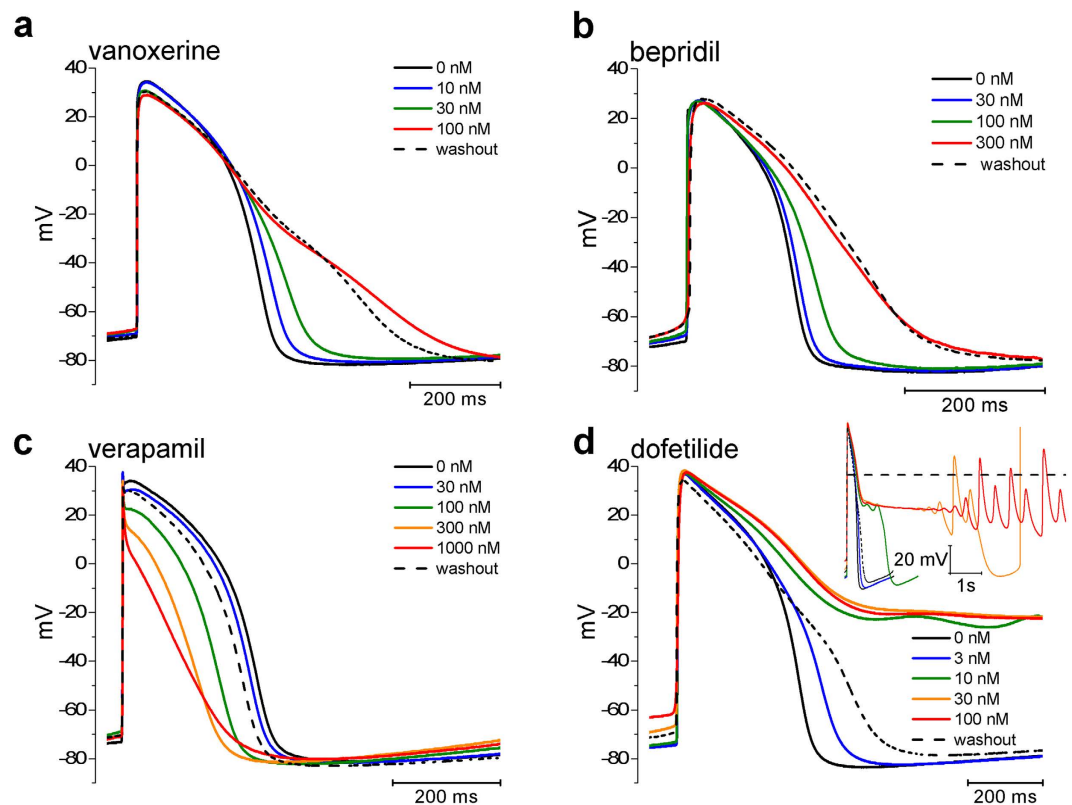 a
vanoxerine
40
20
0
-20
-40
-60
-80
mV
0 nM
10 nM
30 nM
100 nM
washout
200 ms
b
bepridil
40
20
0
-20
-40
-60
-80
mV
0 nM
30 nM
100 nM
300 nM
washout
200 ms
c
verapamil
40
20
0
-20
-40
-60
-80
mV
0 nM
30 nM
100 nM
300 nM
1000 nM
washout
200 ms
d
dofetilide
40
20
0
-20
-40
-60
-80
mV
20 mV
1s
0 nM
3 nM
10 nM
30 nM
100 nM
washout
200 ms